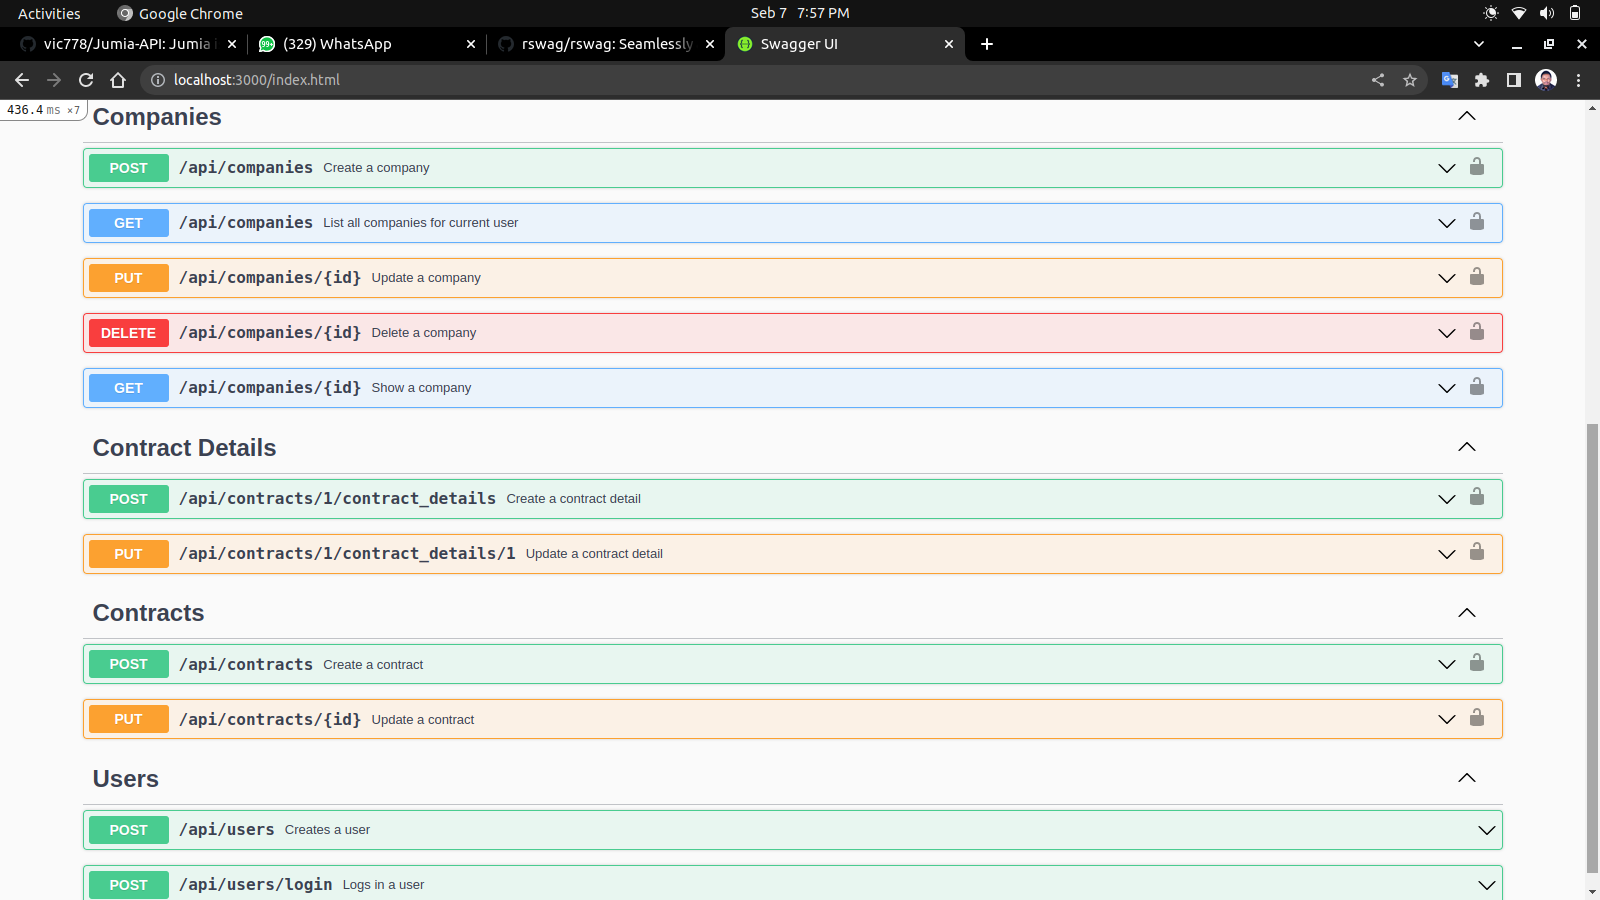 Activities
Google Chrome
Seb 7 7:57 PM
vic778/Jumia-API: Jumia i
(329) WhatsApp
rswag/rswag: Seamlessly
Swagger UI
localhost:3000/index.html
436.4 ms ×7
Companies
POST /api/companies Create a company
GET /api/companies List all companies for current user
PUT /api/companies/{id} Update a company
DELETE /api/companies/{id} Delete a company
GET /api/companies/{id} Show a company
Contract Details
POST /api/contracts/1/contract_details Create a contract detail
PUT /api/contracts/1/contract_details/1 Update a contract detail
Contracts
POST /api/contracts Create a contract
PUT /api/contracts/{id} Update a contract
Users
POST /api/users Creates a user
POST /api/users/login Logs in a user